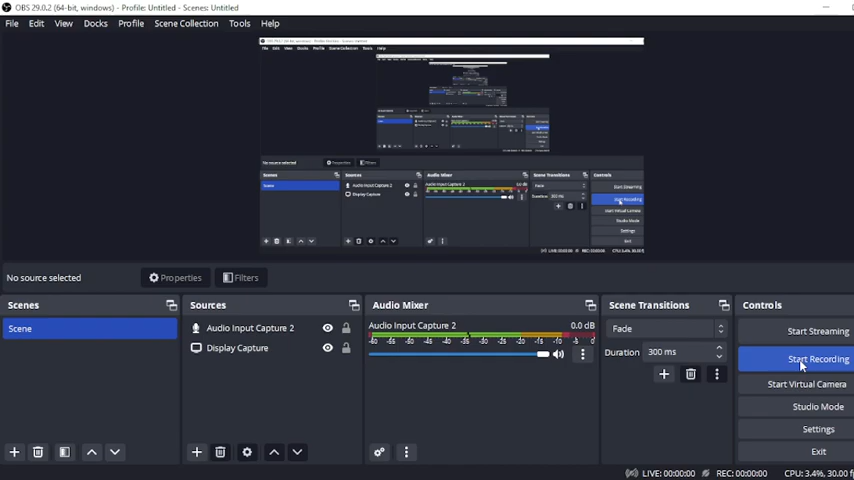 OBS 29.0.2 (64-bit, windows) - Profile: Untitled - Scenes: Untitled
File Edit View Docks Profile Scene Collection Tools Help
No source selected Properties Filters
Scenes Sources Audio Mixer Scene Transitions Controls
Scene Audio Input Capture 2 Audio Input Capture 2 0.0 dB Fade Start Streaming
Display Capture -60 -55 -50 -45 -40 -35 -30 -25 -20 -15 -10 -5 0 Duration 300 ms Start Recording
Start Virtual Camera
Studio Mode
Settings
Exit
LIVE: 00:00:00 REC: 00:00:00 CPU: 3.4%, 30.00 f